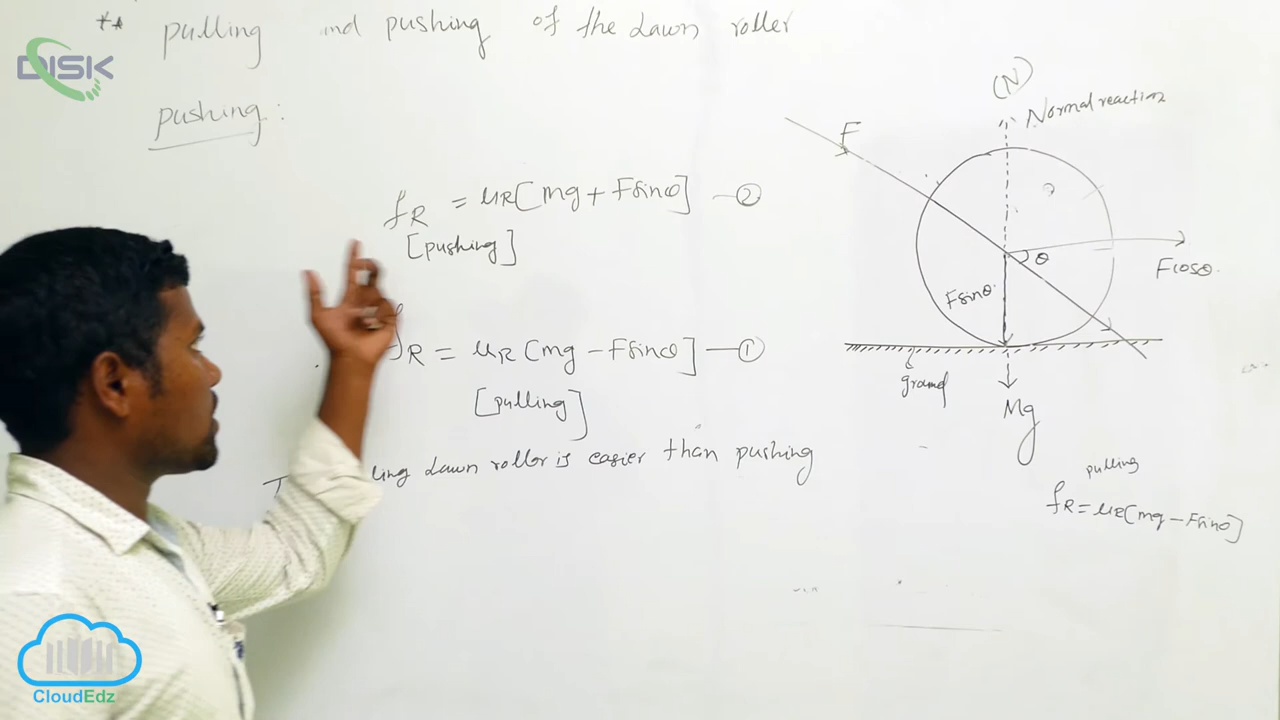 ** pulling and pushing of the Lawn roller
DISK
pushing:
fR = μR[mg + Fsinθ] — ②
[pushing]
fR = μR[mg − Fsinθ] — ①
[pulling]
ling Lawn roller is easier than pushing
(N)
Normal reaction
F
θ
Fcosθ
Fsinθ
ground
Mg
pulling
fR = μR[mg − Fsinθ]
CloudEdz